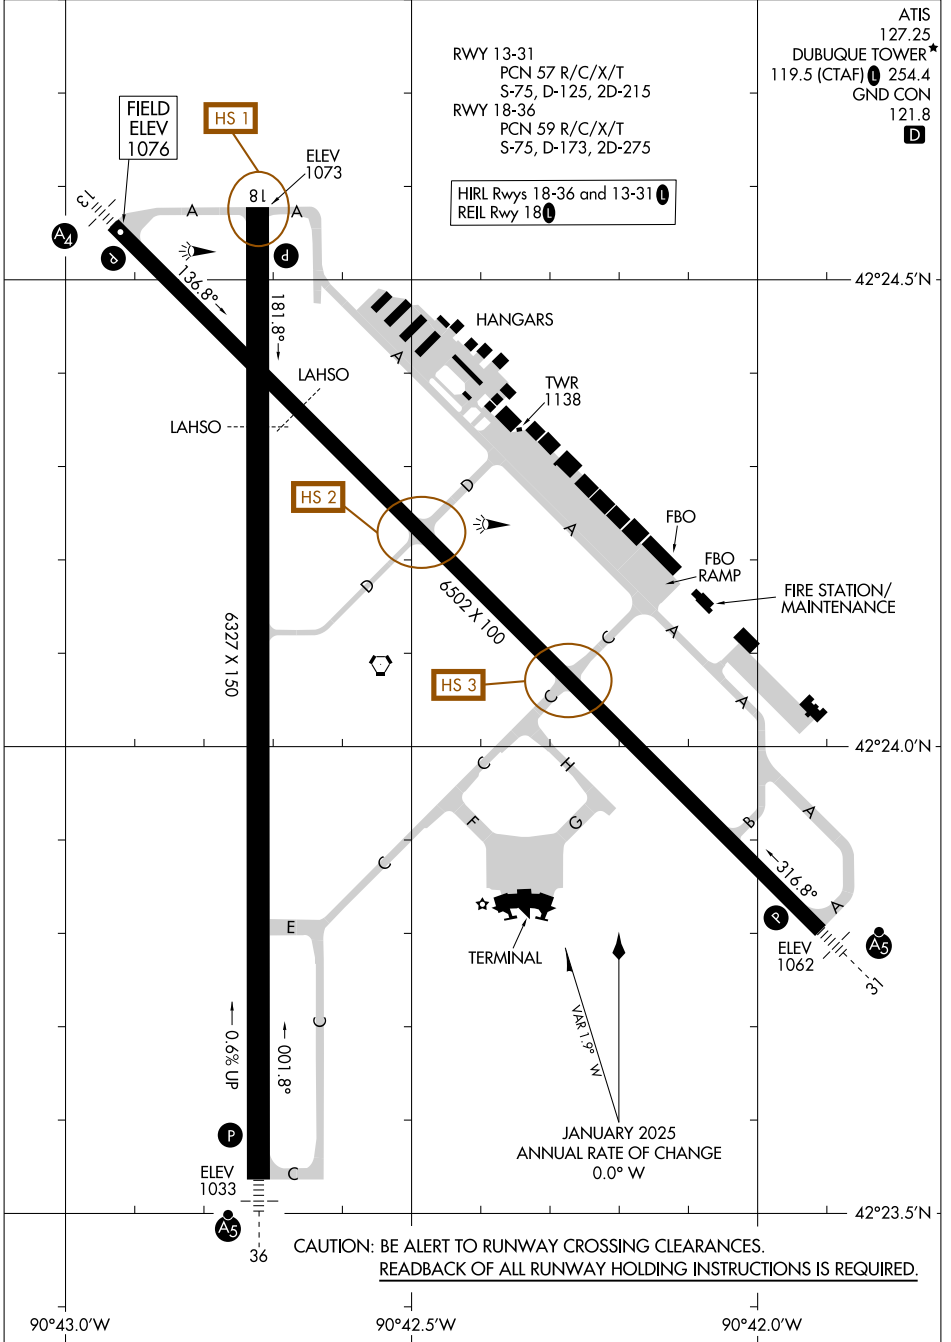 ATIS
127.25
DUBUQUE TOWER★
119.5 (CTAF) L 254.4
GND CON
121.8
D
RWY 13-31
PCN 57 R/C/X/T
S-75, D-125, 2D-215
RWY 18-36
PCN 59 R/C/X/T
S-75, D-173, 2D-275
HIRL Rwys 18-36 and 13-31 L
REIL Rwy 18 L
FIELD
ELEV
1076
HS 1
ELEV
1073
18
13
A
A
A4
P
P
136.8°
181.8°
42°24.5'N
HANGARS
A
LAHSO
LAHSO
TWR
1138
HS 2
D
A
FBO
FBO
RAMP
D
FIRE STATION/
MAINTENANCE
6502 X 100
6327 X 150
C
A
HS 3
C
A
42°24.0'N
C
H
A
F
G
B
C
316.8°
A
E
P
A5
ELEV
1062
31
TERMINAL
VAR 1.9° W
C
0.6% UP
001.8°
P
JANUARY 2025
ANNUAL RATE OF CHANGE
0.0° W
ELEV
1033
C
A5
36
42°23.5'N
CAUTION: BE ALERT TO RUNWAY CROSSING CLEARANCES.
READBACK OF ALL RUNWAY HOLDING INSTRUCTIONS IS REQUIRED.
90°43.0'W
90°42.5'W
90°42.0'W